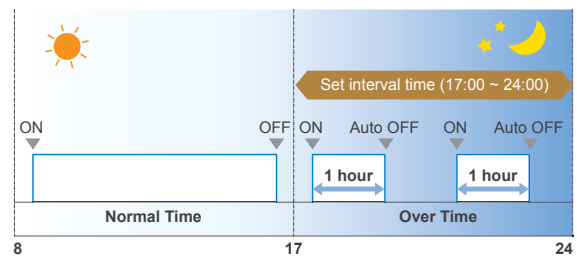 Set interval time (17:00 ~ 24:00)
ON OFF ON Auto OFF ON Auto OFF
1 hour 1 hour
Normal Time Over Time
8 17 24